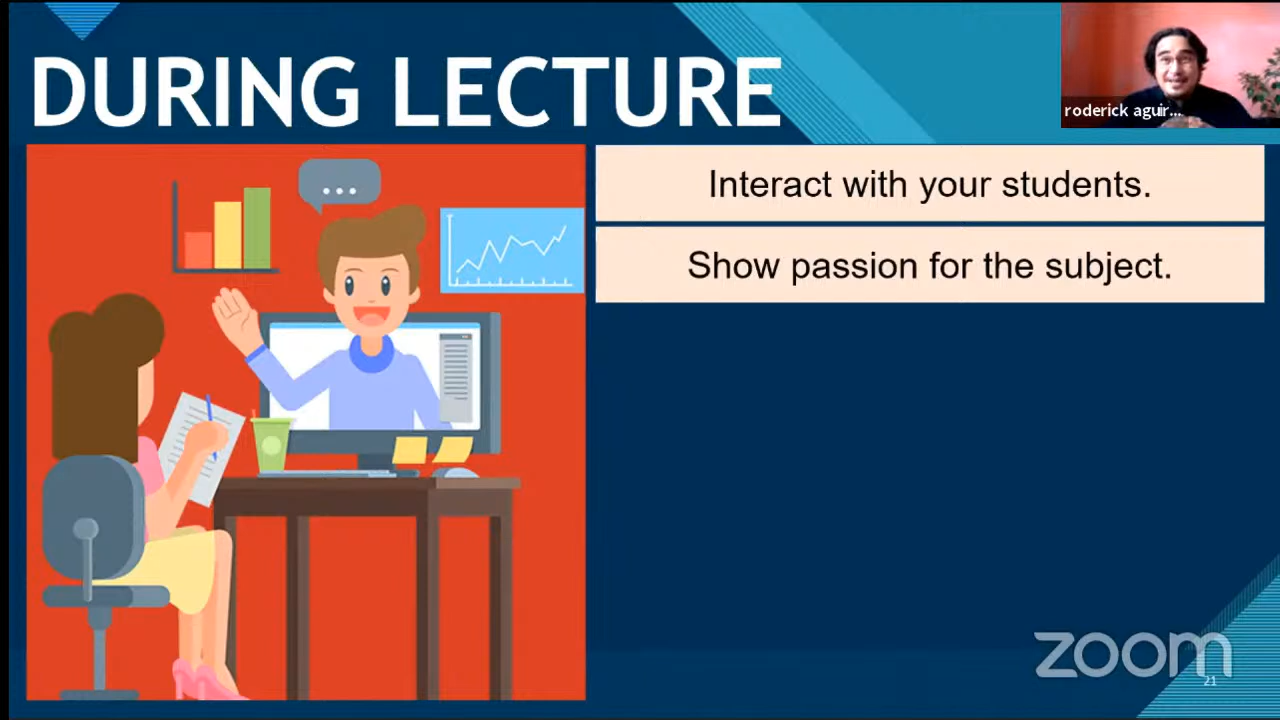 DURING LECTURE
roderick aguir...
Interact with your students.
Show passion for the subject.
zoom
21